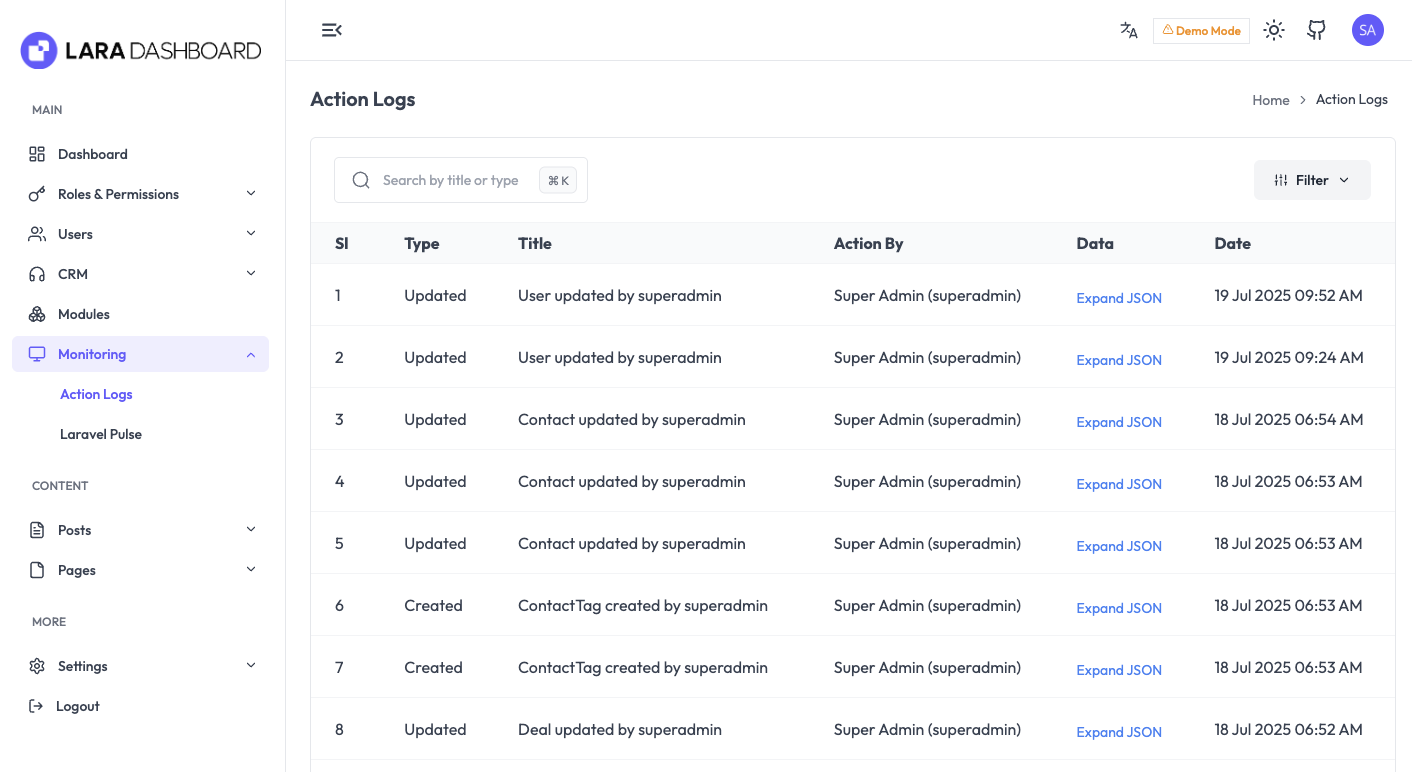 LARA DASHBOARD
MAIN
Dashboard
Roles & Permissions
Users
CRM
Modules
Monitoring
Action Logs
Laravel Pulse
CONTENT
Posts
Pages
MORE
Settings
Logout
Demo Mode
SA
Action Logs
Home > Action Logs
Search by title or type ⌘ K
Filter
Sl Type Title Action By Data Date
1 Updated User updated by superadmin Super Admin (superadmin) Expand JSON 19 Jul 2025 09:52 AM
2 Updated User updated by superadmin Super Admin (superadmin) Expand JSON 19 Jul 2025 09:24 AM
3 Updated Contact updated by superadmin Super Admin (superadmin) Expand JSON 18 Jul 2025 06:54 AM
4 Updated Contact updated by superadmin Super Admin (superadmin) Expand JSON 18 Jul 2025 06:53 AM
5 Updated Contact updated by superadmin Super Admin (superadmin) Expand JSON 18 Jul 2025 06:53 AM
6 Created ContactTag created by superadmin Super Admin (superadmin) Expand JSON 18 Jul 2025 06:53 AM
7 Created ContactTag created by superadmin Super Admin (superadmin) Expand JSON 18 Jul 2025 06:53 AM
8 Updated Deal updated by superadmin Super Admin (superadmin) Expand JSON 18 Jul 2025 06:52 AM